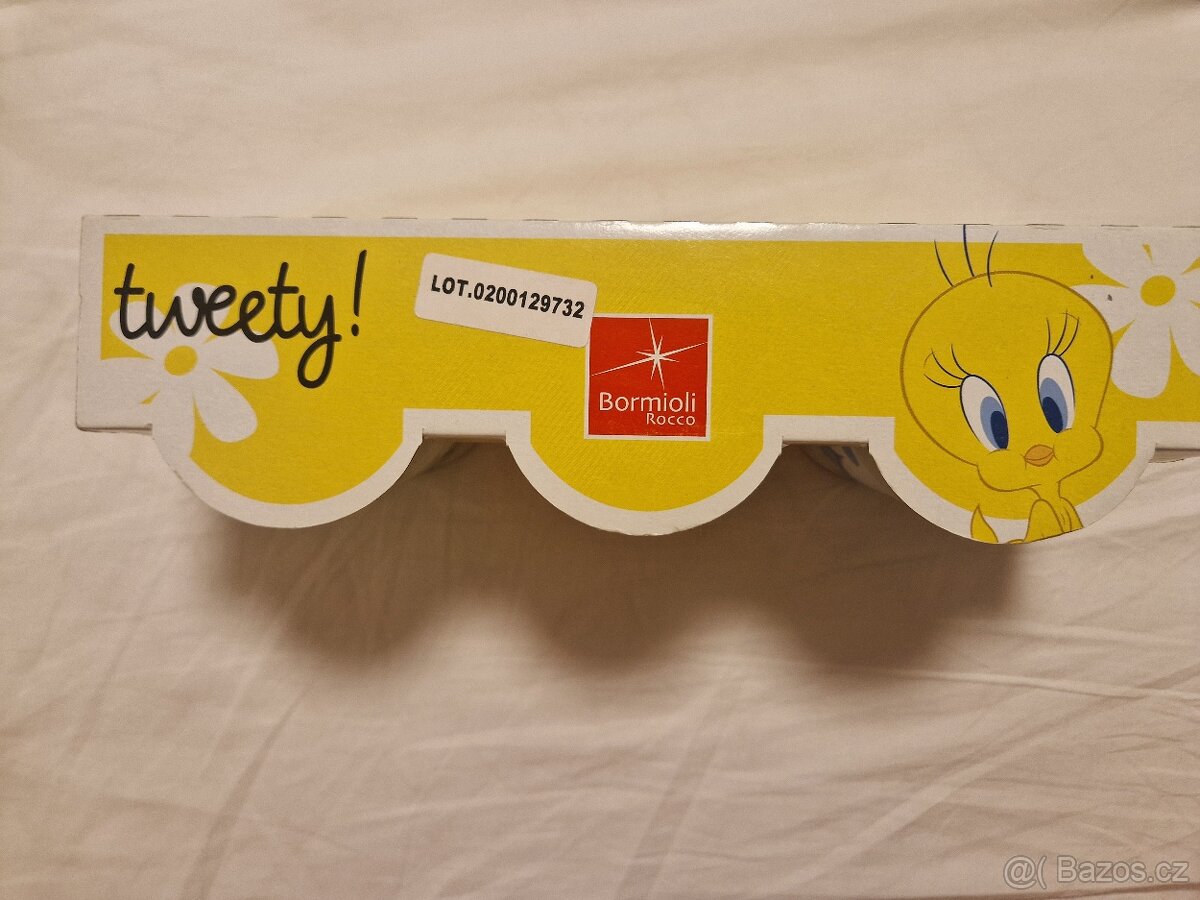 tweety!
LOT.0200129732
Bormioli
Rocco
@( Bazos.cz